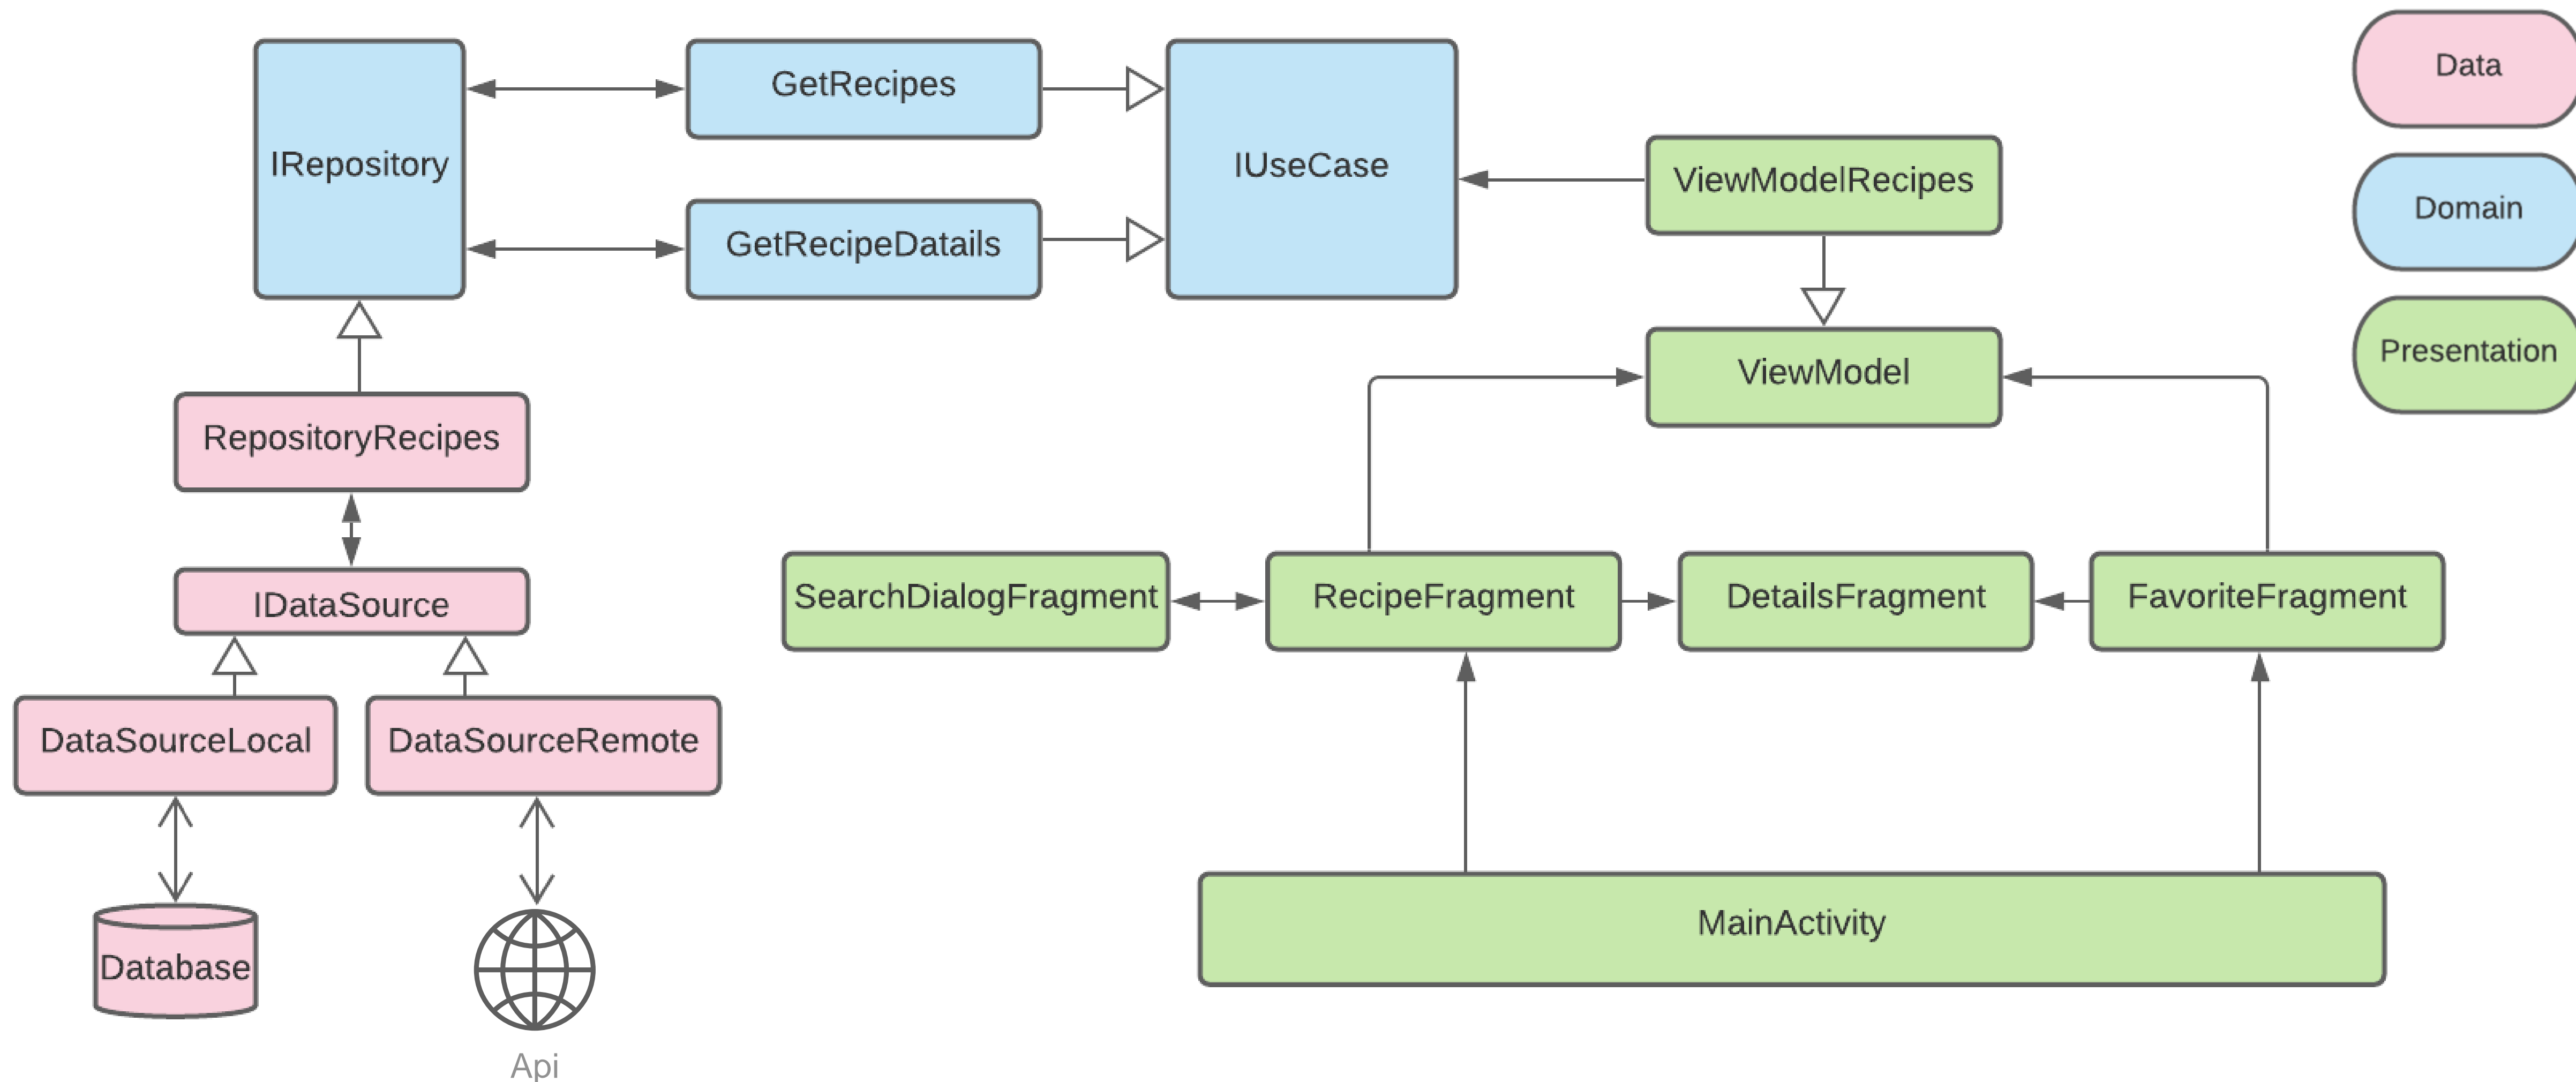 Data
GetRecipes
IRepository
IUseCase
ViewModelRecipes
Domain
GetRecipeDatails
Presentation
ViewModel
RepositoryRecipes
IDataSource
SearchDialogFragment
RecipeFragment
DetailsFragment
FavoriteFragment
DataSourceLocal
DataSourceRemote
MainActivity
Database
Api